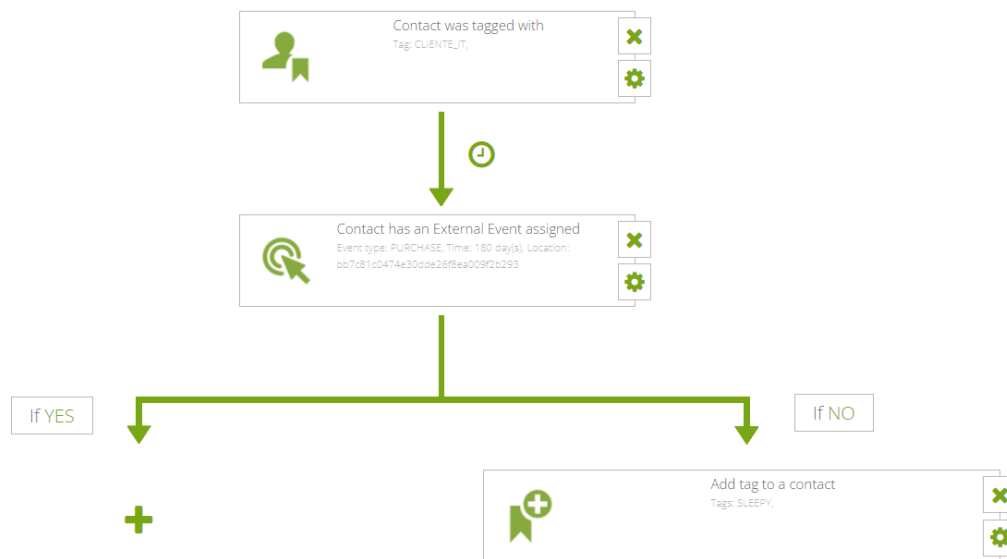 Contact was tagged with
Tag: CLIENTE_IT,
Contact has an External Event assigned
Event type: PURCHASE, Time: 180 day(s), Location:
bb7c81c0474e30dde26f8ea009f2b293
If YES
If NO
Add tag to a contact
Tags: SLEEPY,